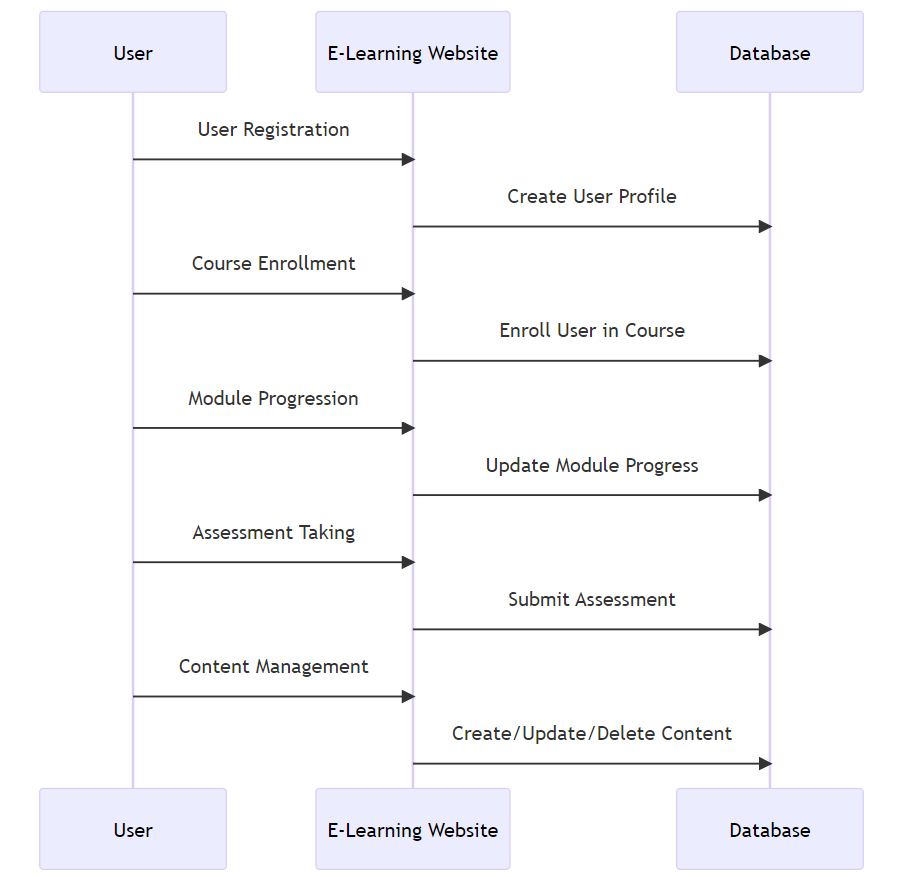 User
E-Learning Website
Database
User Registration
Create User Profile
Course Enrollment
Enroll User in Course
Module Progression
Update Module Progress
Assessment Taking
Submit Assessment
Content Management
Create/Update/Delete Content
User
E-Learning Website
Database